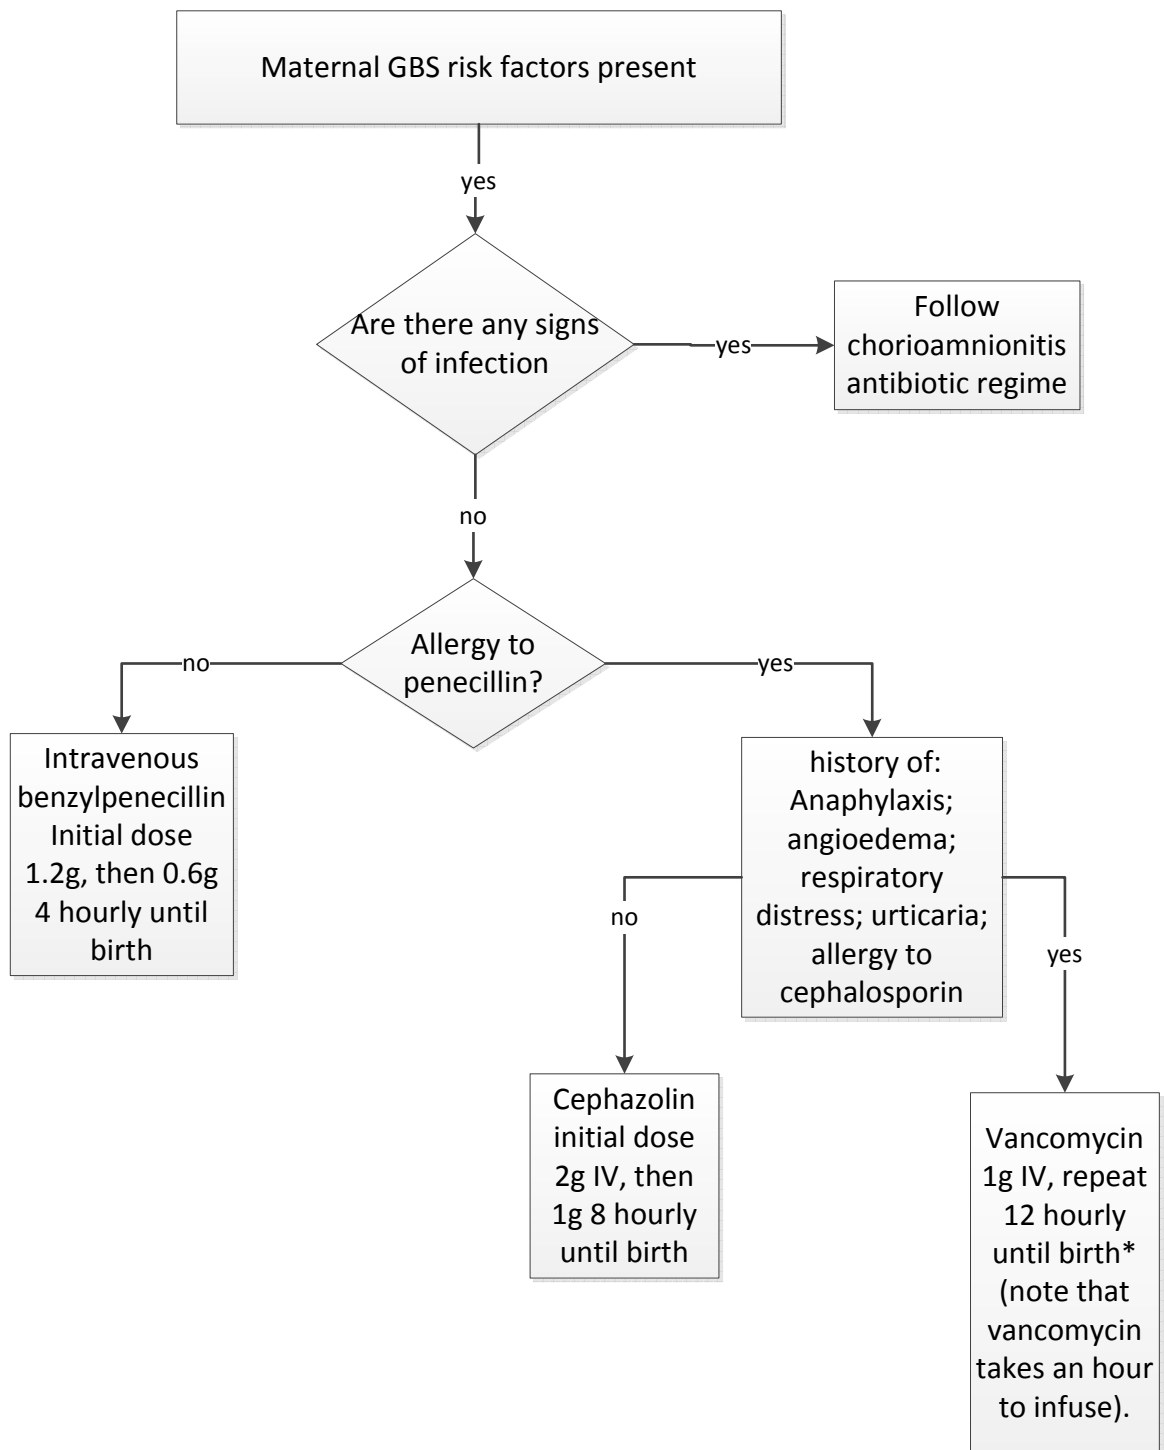 Maternal GBS risk factors present
yes
Are there any signs
of infection
yes
Follow
chorioamnionitis
antibiotic regime
no
Allergy to
penecillin?
no
yes
Intravenous
benzylpenecillin
Initial dose
1.2g, then 0.6g
4 hourly until
birth
history of:
Anaphylaxis;
angioedema;
respiratory
distress; urticaria;
allergy to
cephalosporin
no
yes
Cephazolin
initial dose
2g IV, then
1g 8 hourly
until birth
Vancomycin
1g IV, repeat
12 hourly
until birth*
(note that
vancomycin
takes an hour
to infuse).